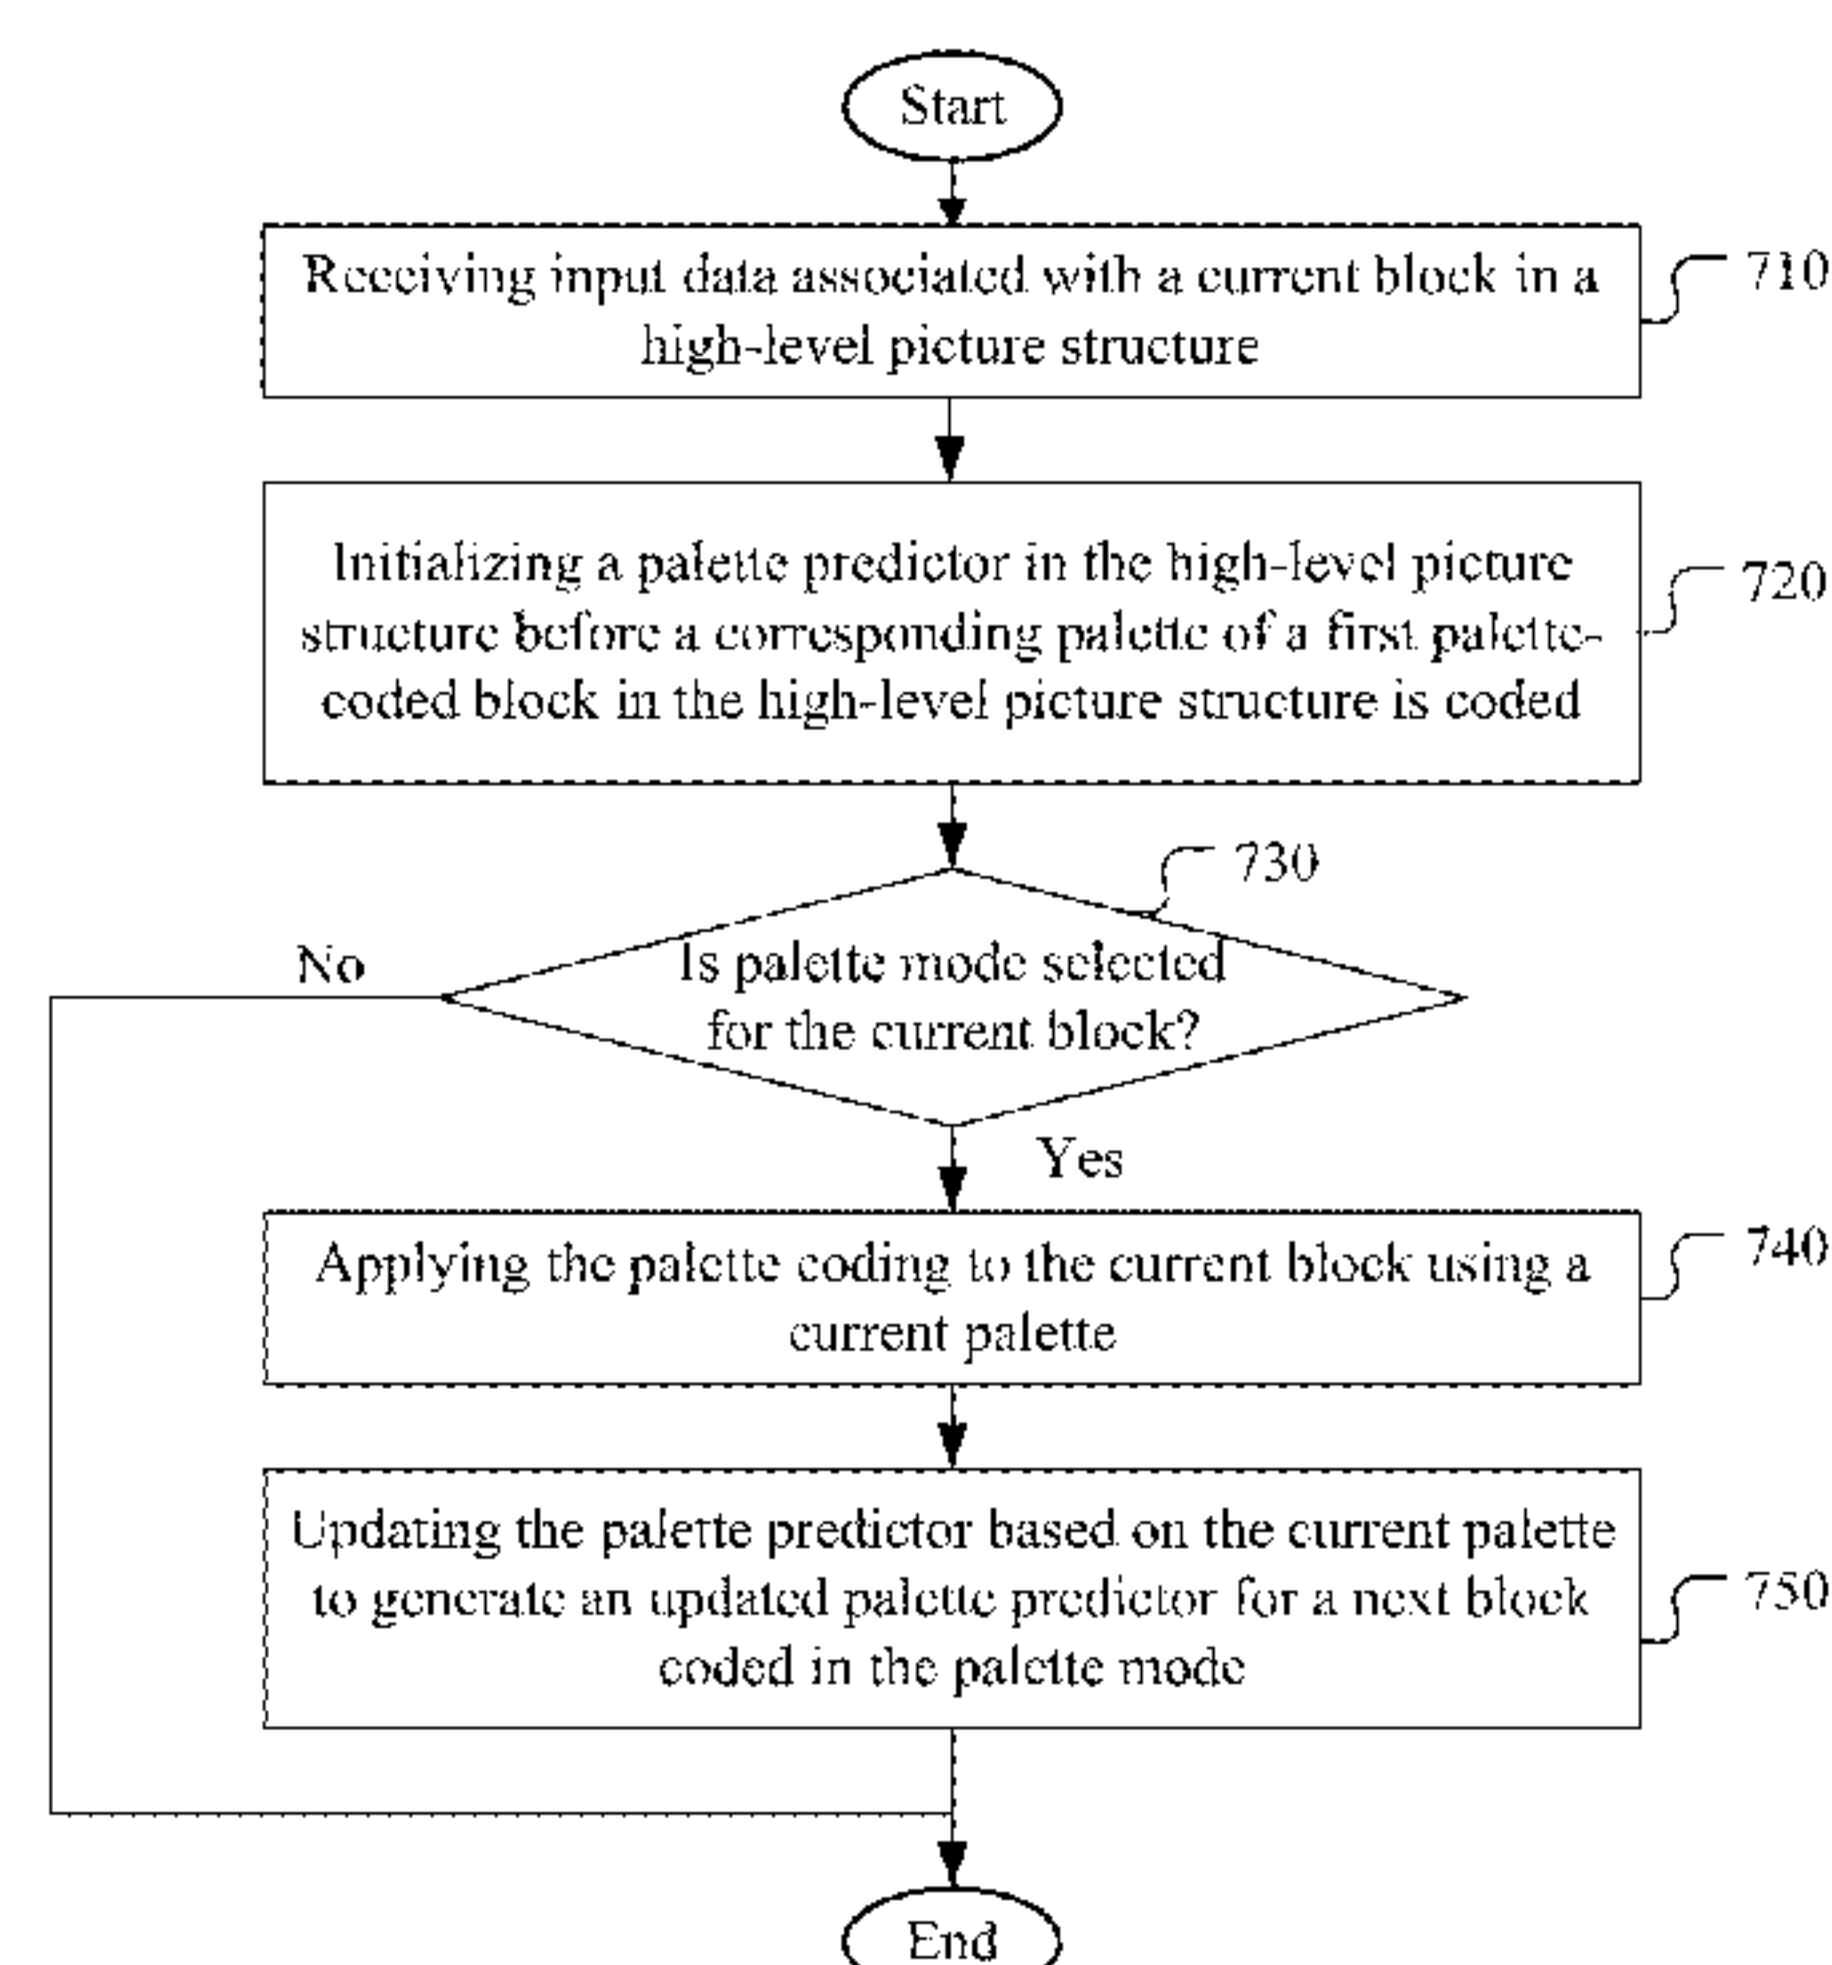 Start
Receiving input data associated with a current block in a
high-level picture structure
710
Initializing a palette predictor in the high-level picture
structure before a corresponding palette of a first palette-
coded block in the high-level picture structure is coded
720
730
Is palette mode selected
for the current block?
No
Yes
Applying the palette coding to the current block using a
current palette
740
Updating the palette predictor based on the current palette
to generate an updated palette predictor for a next block
coded in the palette mode
750
End